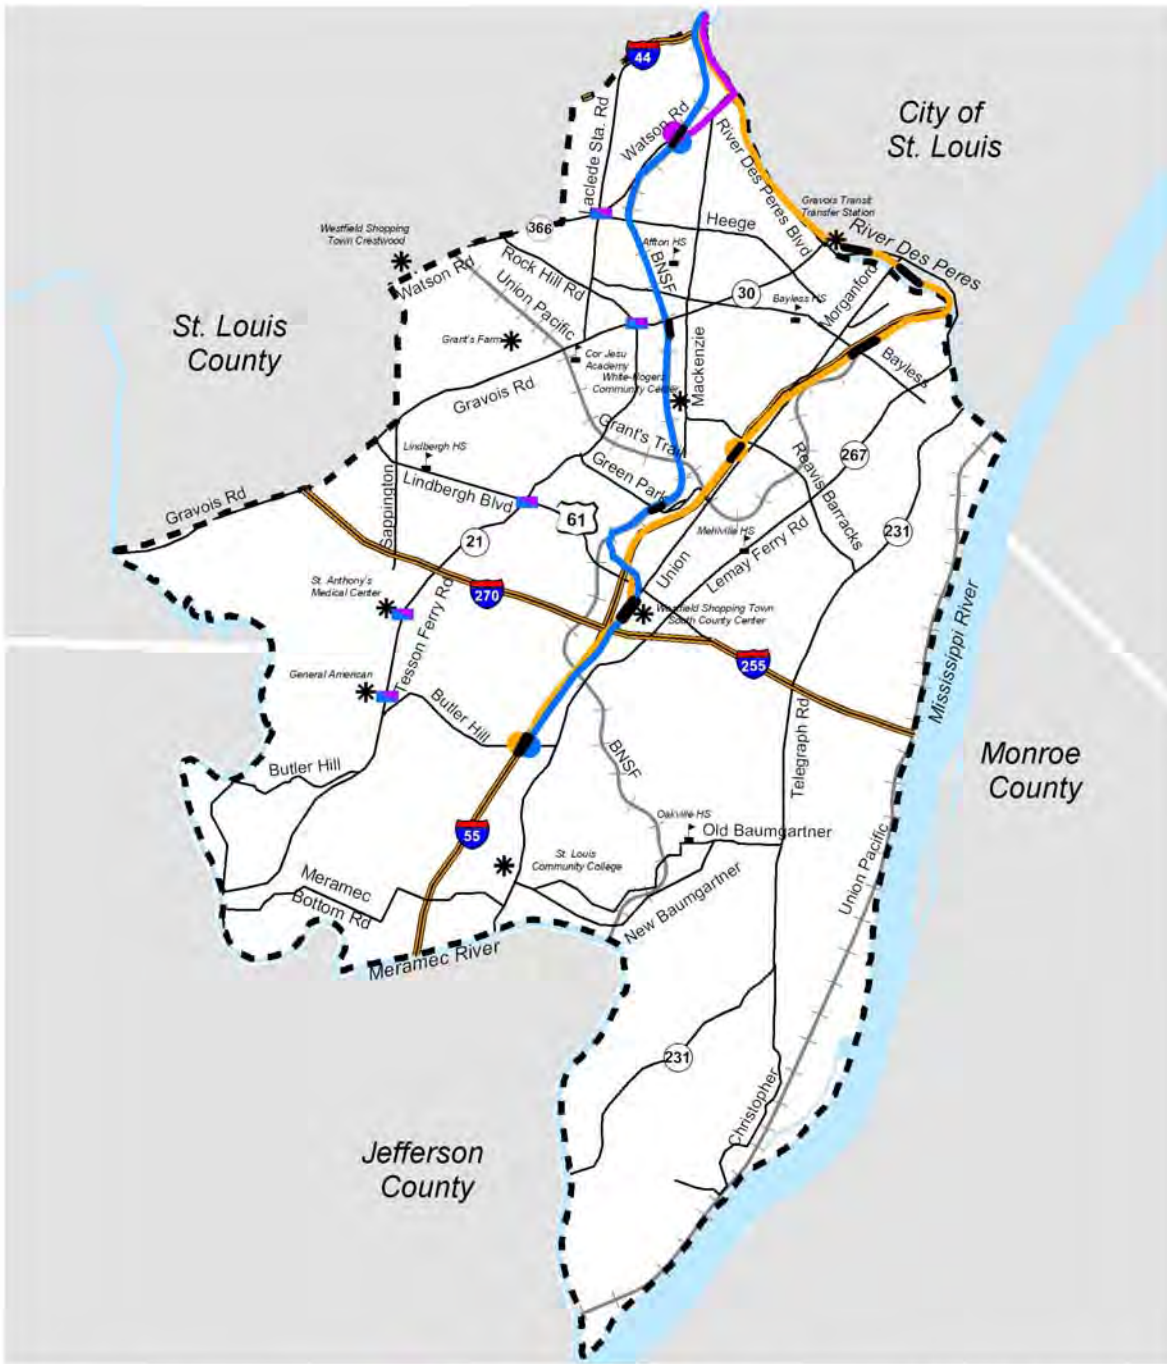 44
City of
St. Louis
Laclede Sta. Rd
Watson Rd
River Des Peres Blvd
Gravois Transit
Transfer Station
River Des Peres
Westfield Shopping
Town Crestwood
366
Heege
Affton HS
BNSF
Watson Rd
Rock Hill Rd
Union Pacific
30
Bayless HS
Morganford
St. Louis
County
Grant's Farm
Cor Jesu
Academy
White-Rogers
Community Center
Mackenzie
Bayless
Gravois Rd
Grant's Trail
Lindbergh HS
Green Park
Reavis Barracks
267
Lindbergh Blvd
Sappington
Gravois Rd
61
21
Mehlville HS
Lemay Ferry Rd
231
Union
St. Anthony's
Medical Center
270
Westfield Shopping Town
South County Center
Tesson Ferry Rd
255
Mississippi River
General American
Butler Hill
Telegraph Rd
BNSF
Butler Hill
Monroe
County
55
Oakville HS
Old Baumgartner
St. Louis
Community College
Meramec
Bottom Rd
New Baumgartner
Union Pacific
Meramec River
231
Christopher
Jefferson
County